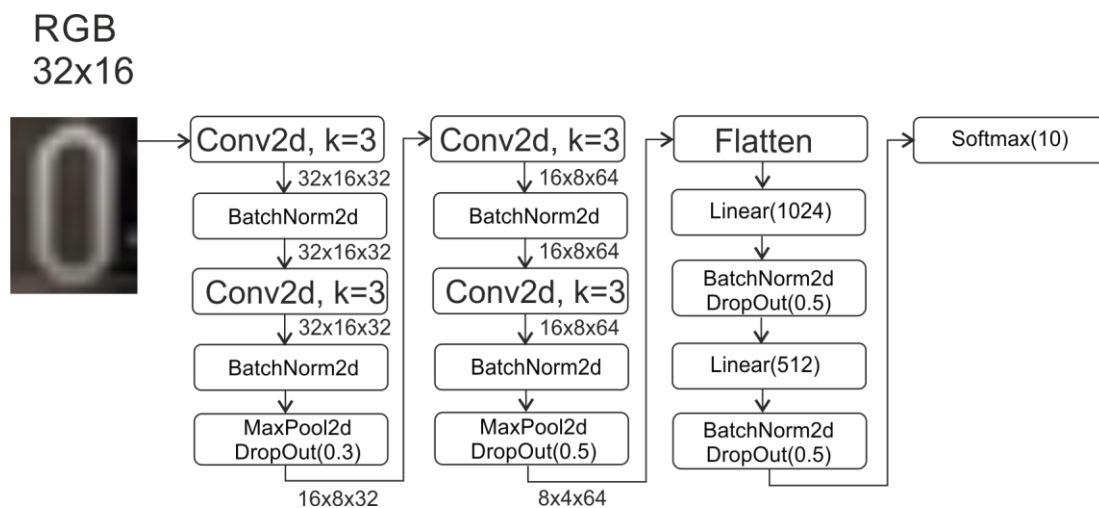 RGB
32x16
Conv2d, k=3
32x16x32
BatchNorm2d
32x16x32
Conv2d, k=3
32x16x32
BatchNorm2d
MaxPool2d
DropOut(0.3)
16x8x32
Conv2d, k=3
16x8x64
BatchNorm2d
16x8x64
Conv2d, k=3
16x8x64
BatchNorm2d
MaxPool2d
DropOut(0.5)
8x4x64
Flatten
Linear(1024)
BatchNorm2d
DropOut(0.5)
Linear(512)
BatchNorm2d
DropOut(0.5)
Softmax(10)
0